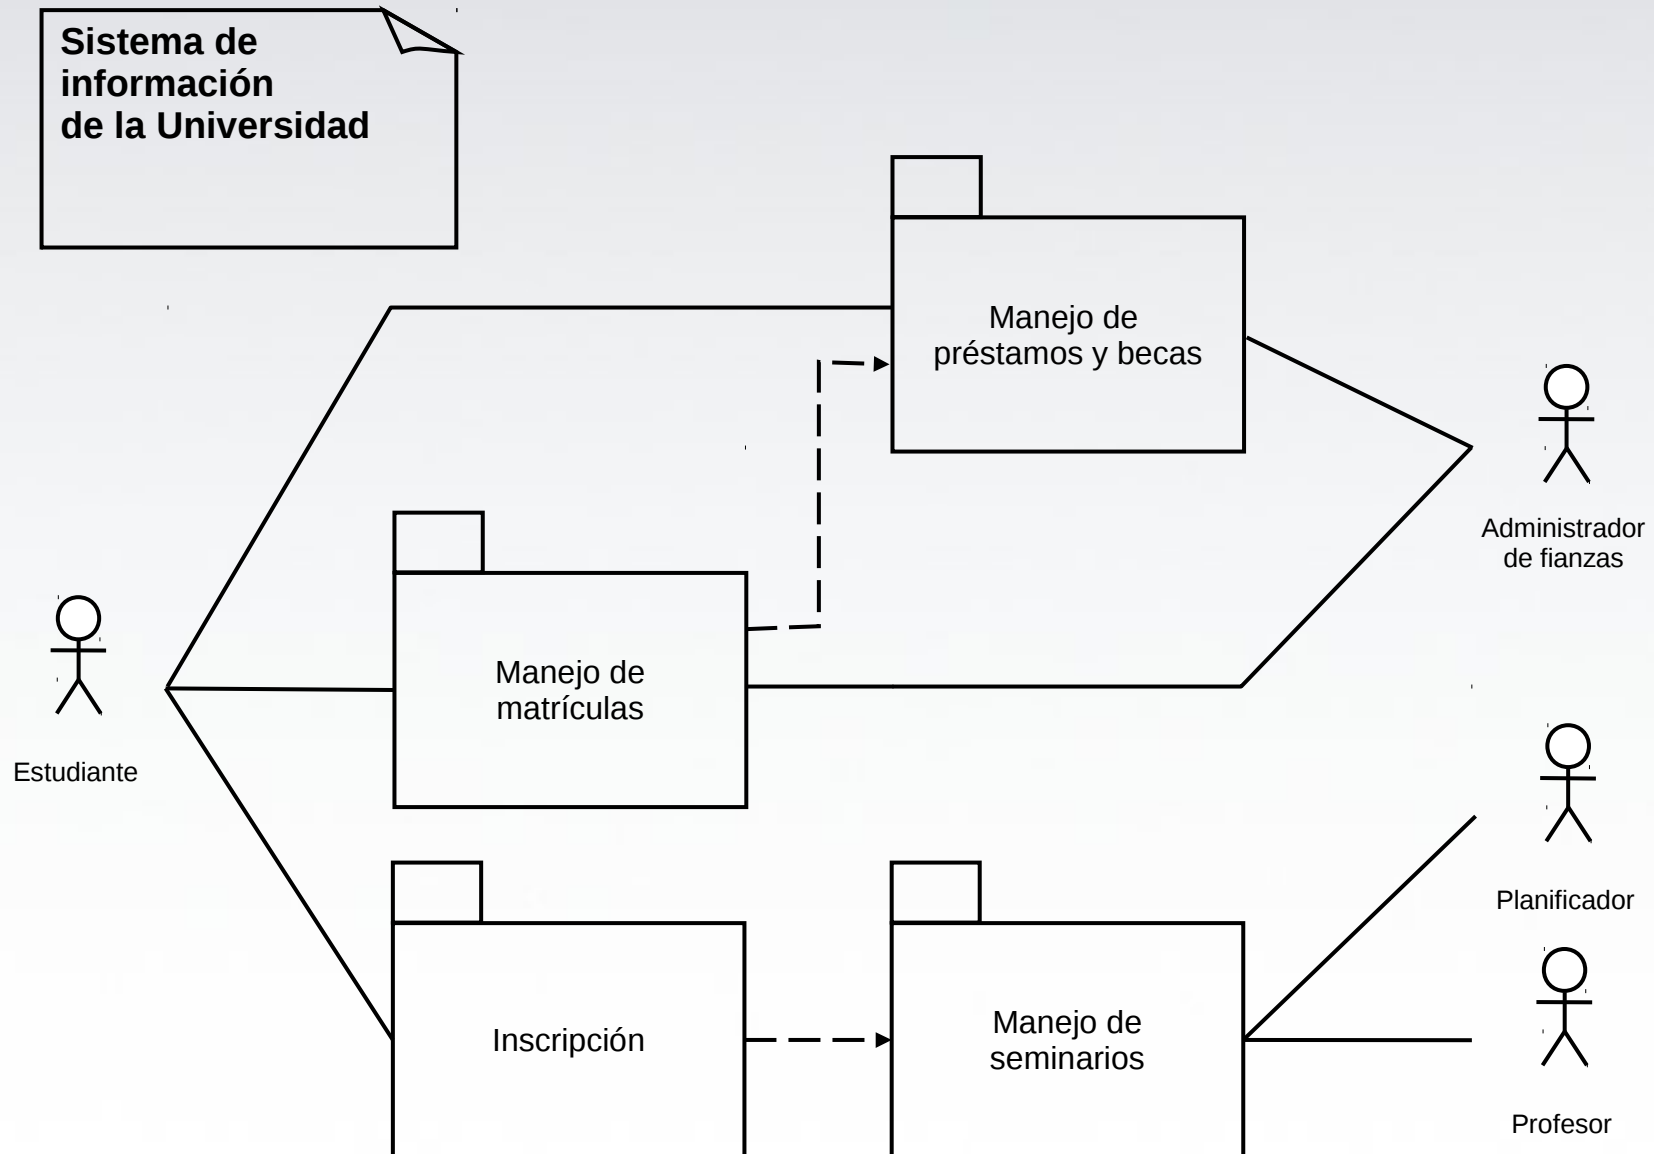 Sistema de
información
de la Universidad
Manejo de
préstamos y becas
Administrador
de fianzas
Manejo de
matrículas
Estudiante
Planificador
Inscripción
Manejo de
seminarios
Profesor